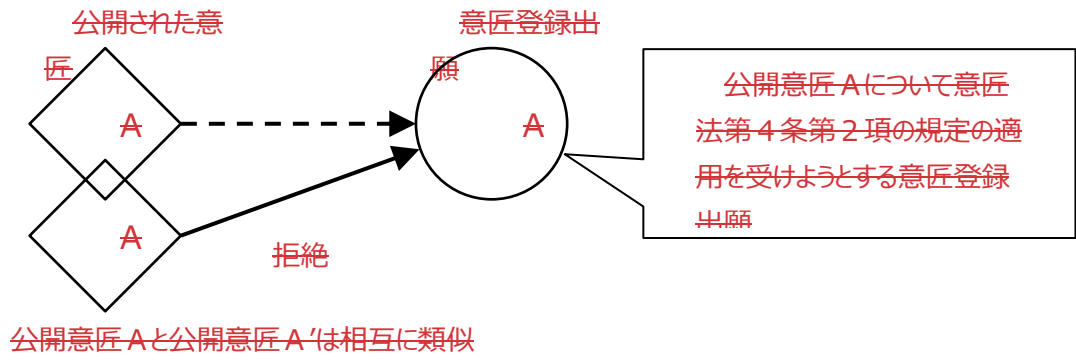 公開された意
匠
意匠登録出
願
A
A
A
拒絶
公開意匠Aについて意匠
法第4条第2項の規定の適
用を受けようとする意匠登録
出願
公開意匠Aと公開意匠A'は相互に類似